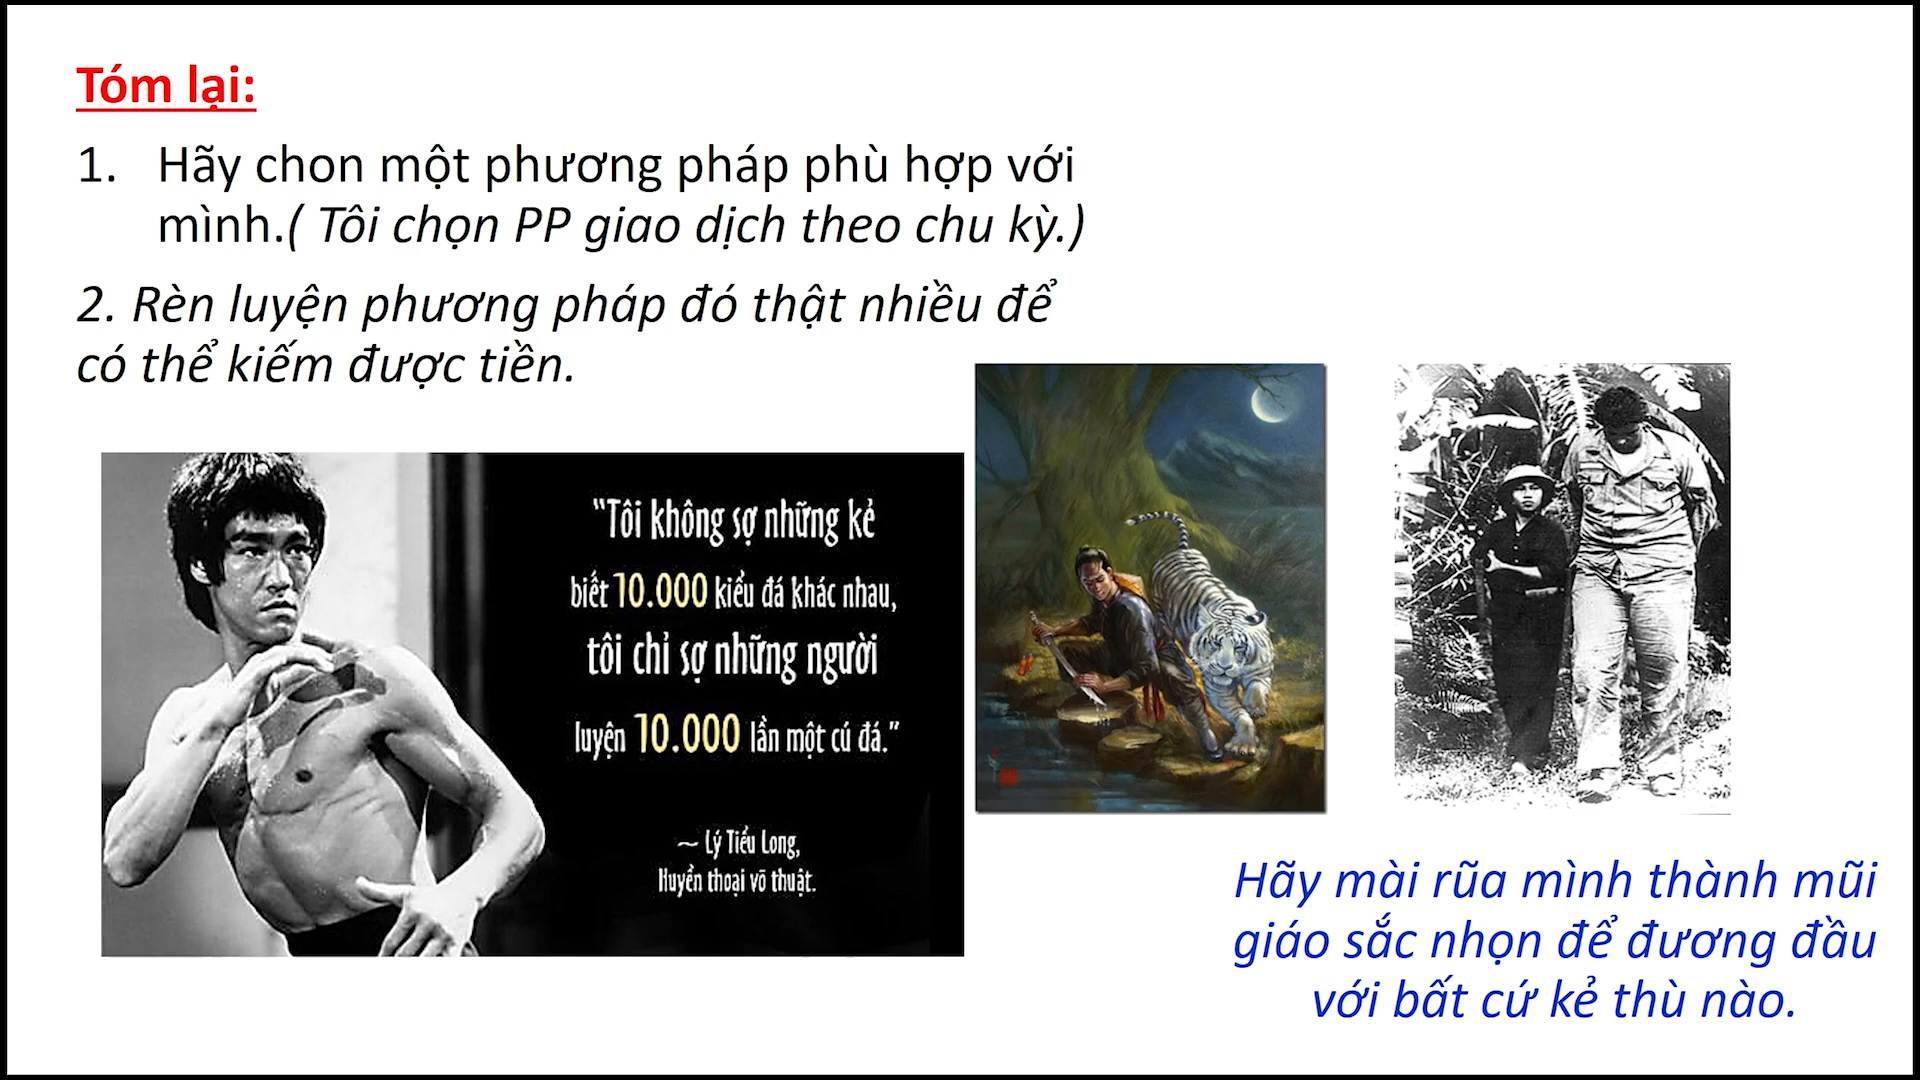 Tóm lại:
1. Hãy chon một phương pháp phù hợp với
mình.( Tôi chọn PP giao dịch theo chu kỳ.)
2. Rèn luyện phương pháp đó thật nhiều để
có thể kiếm được tiền.
"Tôi không sợ những kẻ
biết 10.000 kiểu đá khác nhau,
tôi chỉ sợ những người
luyện 10.000 lần một cú đá."
~ Lý Tiểu Long,
Huyền thoại võ thuật.
Hãy mài rũa mình thành mũi
giáo sắc nhọn để đương đầu
với bất cứ kẻ thù nào.